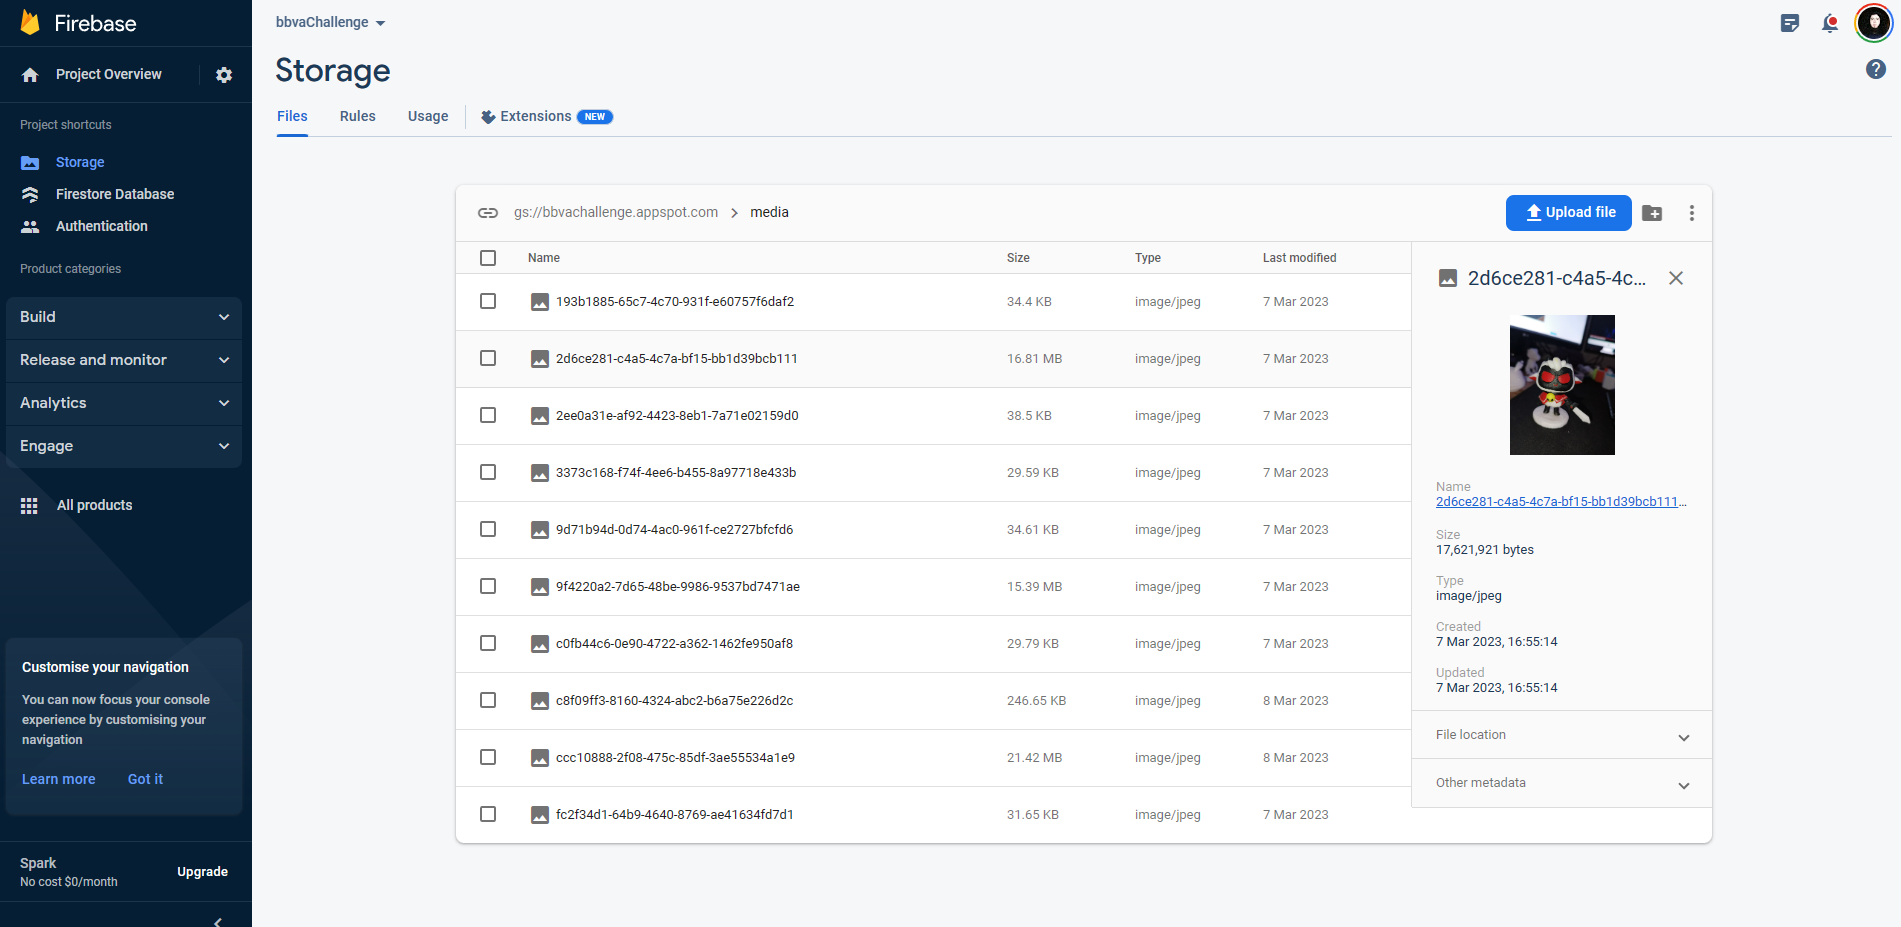 Firebase
Project Overview
Project shortcuts
Storage
Firestore Database
Authentication
Product categories
Build
Release and monitor
Analytics
Engage
All products
Customise your navigation
You can now focus your console
experience by customising your
navigation
Learn more Got it
Spark
No cost $0/month
Upgrade
bbvaChallenge
Storage
Files Rules Usage Extensions NEW
gs://bbvachallenge.appspot.com > media
Upload file
Name Size Type Last modified
193b1885-65c7-4c70-931f-e60757f6daf2 34.4 KB image/jpeg 7 Mar 2023
2d6ce281-c4a5-4c7a-bf15-bb1d39bcb111 16.81 MB image/jpeg 7 Mar 2023
2ee0a31e-af92-4423-8eb1-7a71e02159d0 38.5 KB image/jpeg 7 Mar 2023
3373c168-f74f-4ee6-b455-8a97718e433b 29.59 KB image/jpeg 7 Mar 2023
9d71b94d-0d74-4ac0-961f-ce2727bfcfd6 34.61 KB image/jpeg 7 Mar 2023
9f4220a2-7d65-48be-9986-9537bd7471ae 15.39 MB image/jpeg 7 Mar 2023
c0fb44c6-0e90-4722-a362-1462fe950af8 29.79 KB image/jpeg 7 Mar 2023
c8f09ff3-8160-4324-abc2-b6a75e226d2c 246.65 KB image/jpeg 8 Mar 2023
ccc10888-2f08-475c-85df-3ae55534a1e9 21.42 MB image/jpeg 8 Mar 2023
fc2f34d1-64b9-4640-8769-ae41634fd7d1 31.65 KB image/jpeg 7 Mar 2023
2d6ce281-c4a5-4c...
Name
2d6ce281-c4a5-4c7a-bf15-bb1d39bcb111...
Size
17,621,921 bytes
Type
image/jpeg
Created
7 Mar 2023, 16:55:14
Updated
7 Mar 2023, 16:55:14
File location
Other metadata